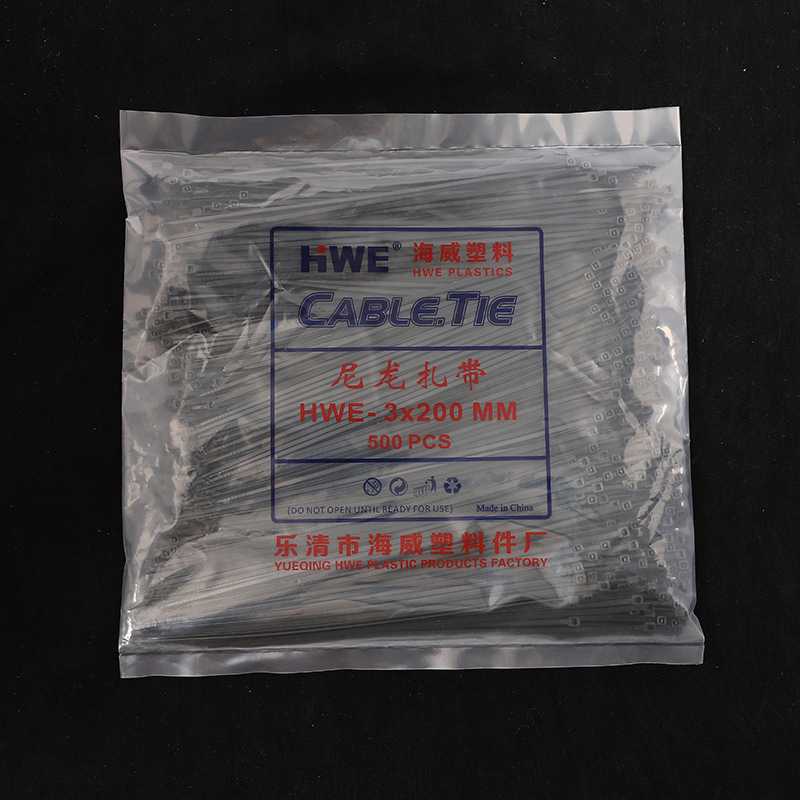 HWE® 海威塑料
HWE PLASTICS
CABLE.TIE
尼龙扎带
HWE- 3x200 MM
500 PCS
(DO NOT OPEN UNTIL READY FOR USE) Made in China
乐清市海威塑料件厂
YUEQING HWE PLASTIC PRODUCTS FACTORY